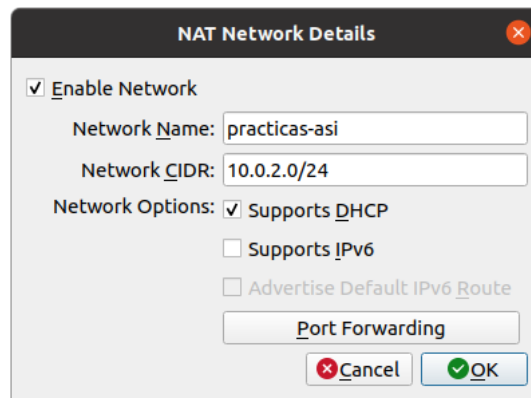 NAT Network Details
Enable Network
Network Name: practicas-asi
Network CIDR: 10.0.2.0/24
Network Options: Supports DHCP
Supports IPv6
Advertise Default IPv6 Route
Port Forwarding
Cancel OK